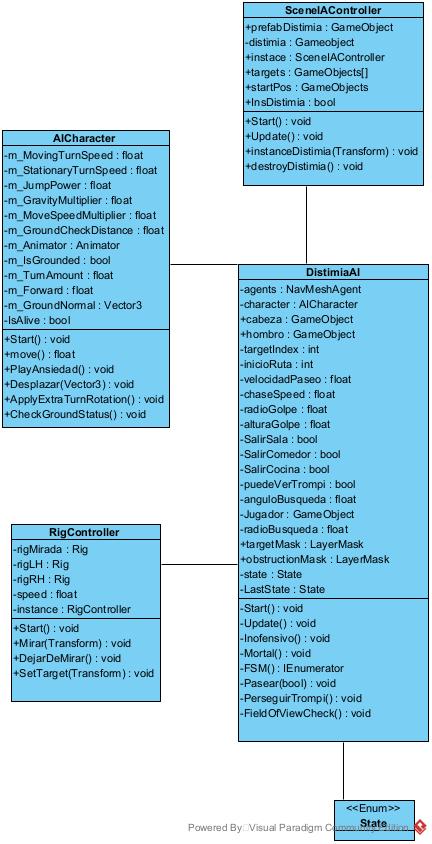 SceneIAController
+prefabDistimia : GameObject
-distimia : Gameobject
+instace : SceneIAController
+targets : GameObjects[]
+startPos : GameObjects
+InsDistimia : bool
+Start() : void
+Update() : void
+instanceDistimia(Transform) : void
+destroyDistimia() : void
AICharacter
-m_MovingTurnSpeed : float
-m_StationaryTurnSpeed : float
-m_JumpPower : float
-m_GravityMultiplier : float
-m_MoveSpeedMultiplier : float
-m_GroundCheckDistance : float
-m_Animator : Animator
-m_IsGrounded : bool
-m_TurnAmount : float
-m_Forward : float
-m_GroundNormal : Vector3
-IsAlive : bool
+Start() : void
+move() : float
+PlayAnsiedad() : void
+Desplazar(Vector3) : void
+ApplyExtraTurnRotation() : void
+CheckGroundStatus() : void
DistimiaAI
-agents : NavMeshAgent
-character : AICharacter
+cabeza : GameObject
+hombro : GameObject
-targetIndex : int
-inicioRuta : int
-velocidadPaseo : float
-chaseSpeed : float
-radioGolpe : float
-alturaGolpe : float
-SalirSala : bool
-SalirComedor : bool
-SalirCocina : bool
-puedeVerTrompi : bool
-anguloBusqueda : float
-Jugador : GameObject
-radioBusqueda : float
+targetMask : LayerMask
+obstructionMask : LayerMask
-state : State
-LastState : State
-Start() : void
-Update() : void
-Inofensivo() : void
-Mortal() : void
-FSM() : IEnumerator
-Pasear(bool) : void
-PerseguirTrompi() : void
-FieldOfViewCheck() : void
RigController
-rigMirada : Rig
-rigLH : Rig
-rigRH : Rig
-speed : float
-instance : RigController
+Start() : void
+Mirar(Transform) : void
+DejarDeMirar() : void
+SetTarget(Transform) : void
<<Enum>>
State
Powered By Visual Paradigm Community Edition